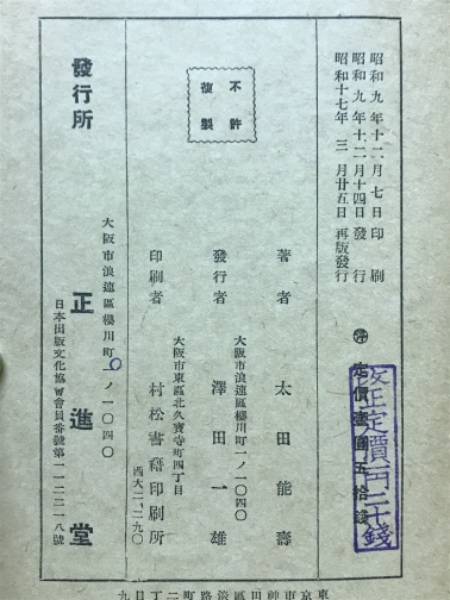 昭和九年十二月七日印刷
昭和九年十二月十四日發行
昭和十七年三月廿五日再版發行
㊞定價壹圓五拾錢
改正定價一円三十錢
不許
複製
著者 太田能壽
大阪市浪速區櫻川町一ノ一〇四〇
發行者 澤田一雄
大阪市東區北久寶寺町四丁目
印刷者 村松書籍印刷所
西大二・二九〇
大阪市浪速區櫻川町一ノ一〇四〇
發行所 正進堂
日本出版文化協會會員番號第一一二二一八號
東京市神田區淡路町二丁目九